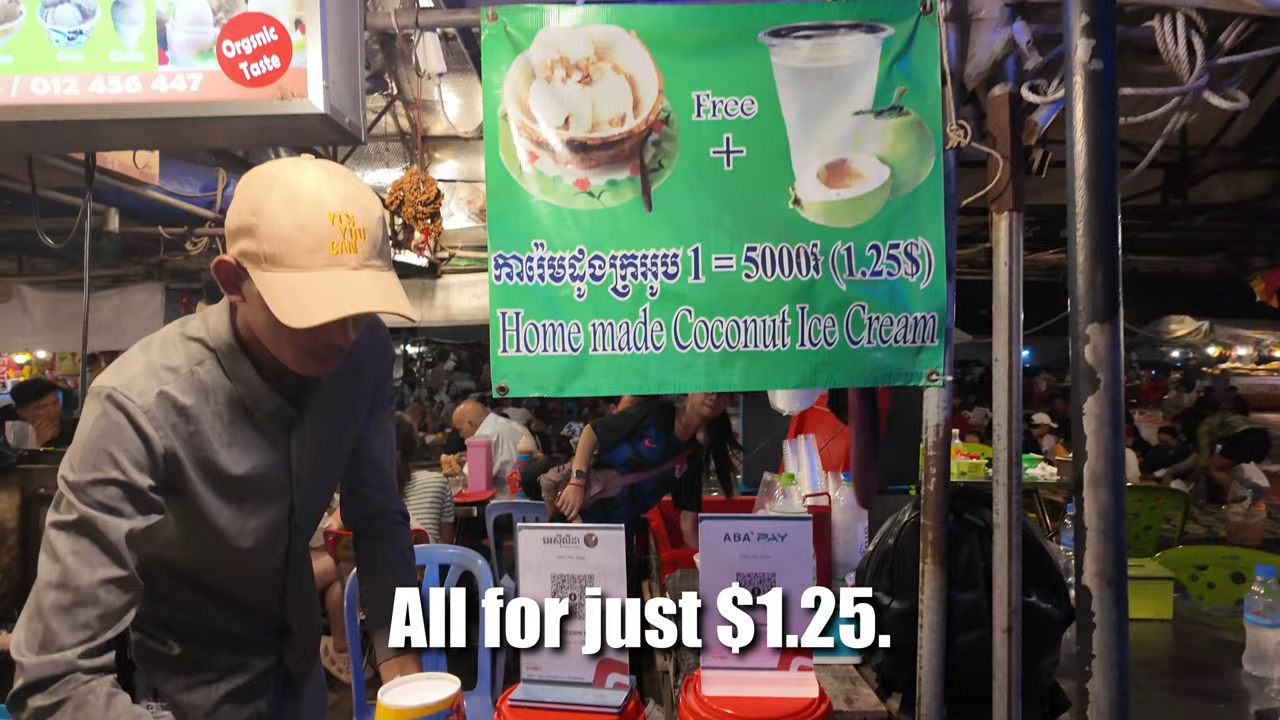 Orgsnic
Taste
/ 012 456 447
YES
YOU
CAN
Free
+
ការ៉េមដូងក្រអូប 1 = 5000៛ (1.25$)
Home made Coconut Ice Cream
ABA' PAY
All for just $1.25.